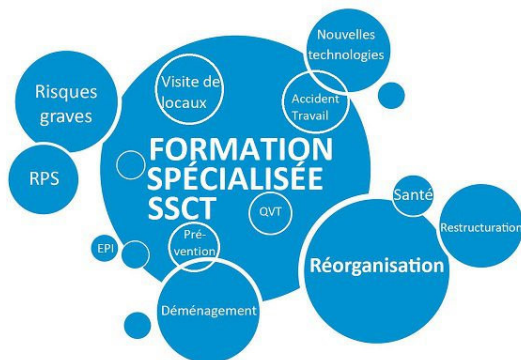 Nouvelles
technologies
Visite de
locaux
Risques
graves
Accident
Travail
FORMATION
SPÉCIALISÉE
SSCT
RPS
Santé
QVT
Restructuration
Pré-
vention
EPI
Réorganisation
Déménagement